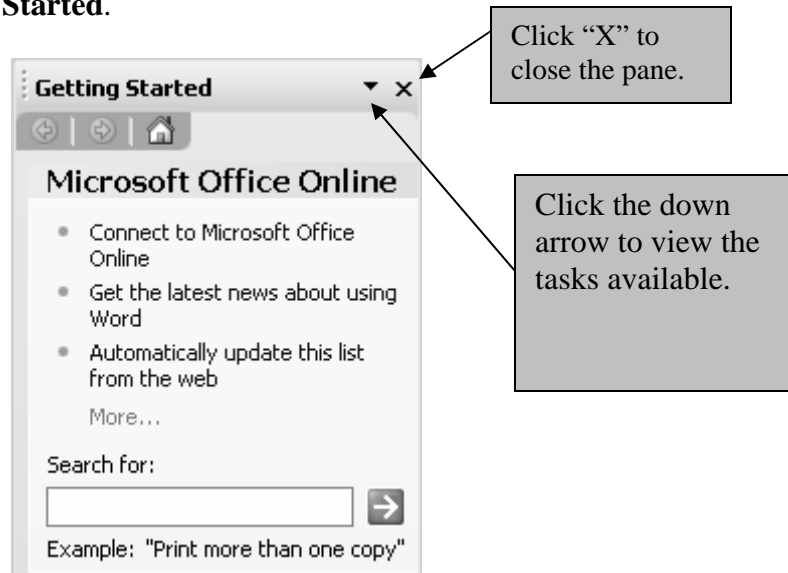 Started.
Click “X” to
close the pane.
Getting Started
Microsoft Office Online
Click the down
arrow to view the
tasks available.
Connect to Microsoft Office
Online
Get the latest news about using
Word
Automatically update this list
from the web
More...
Search for:
Example: "Print more than one copy"